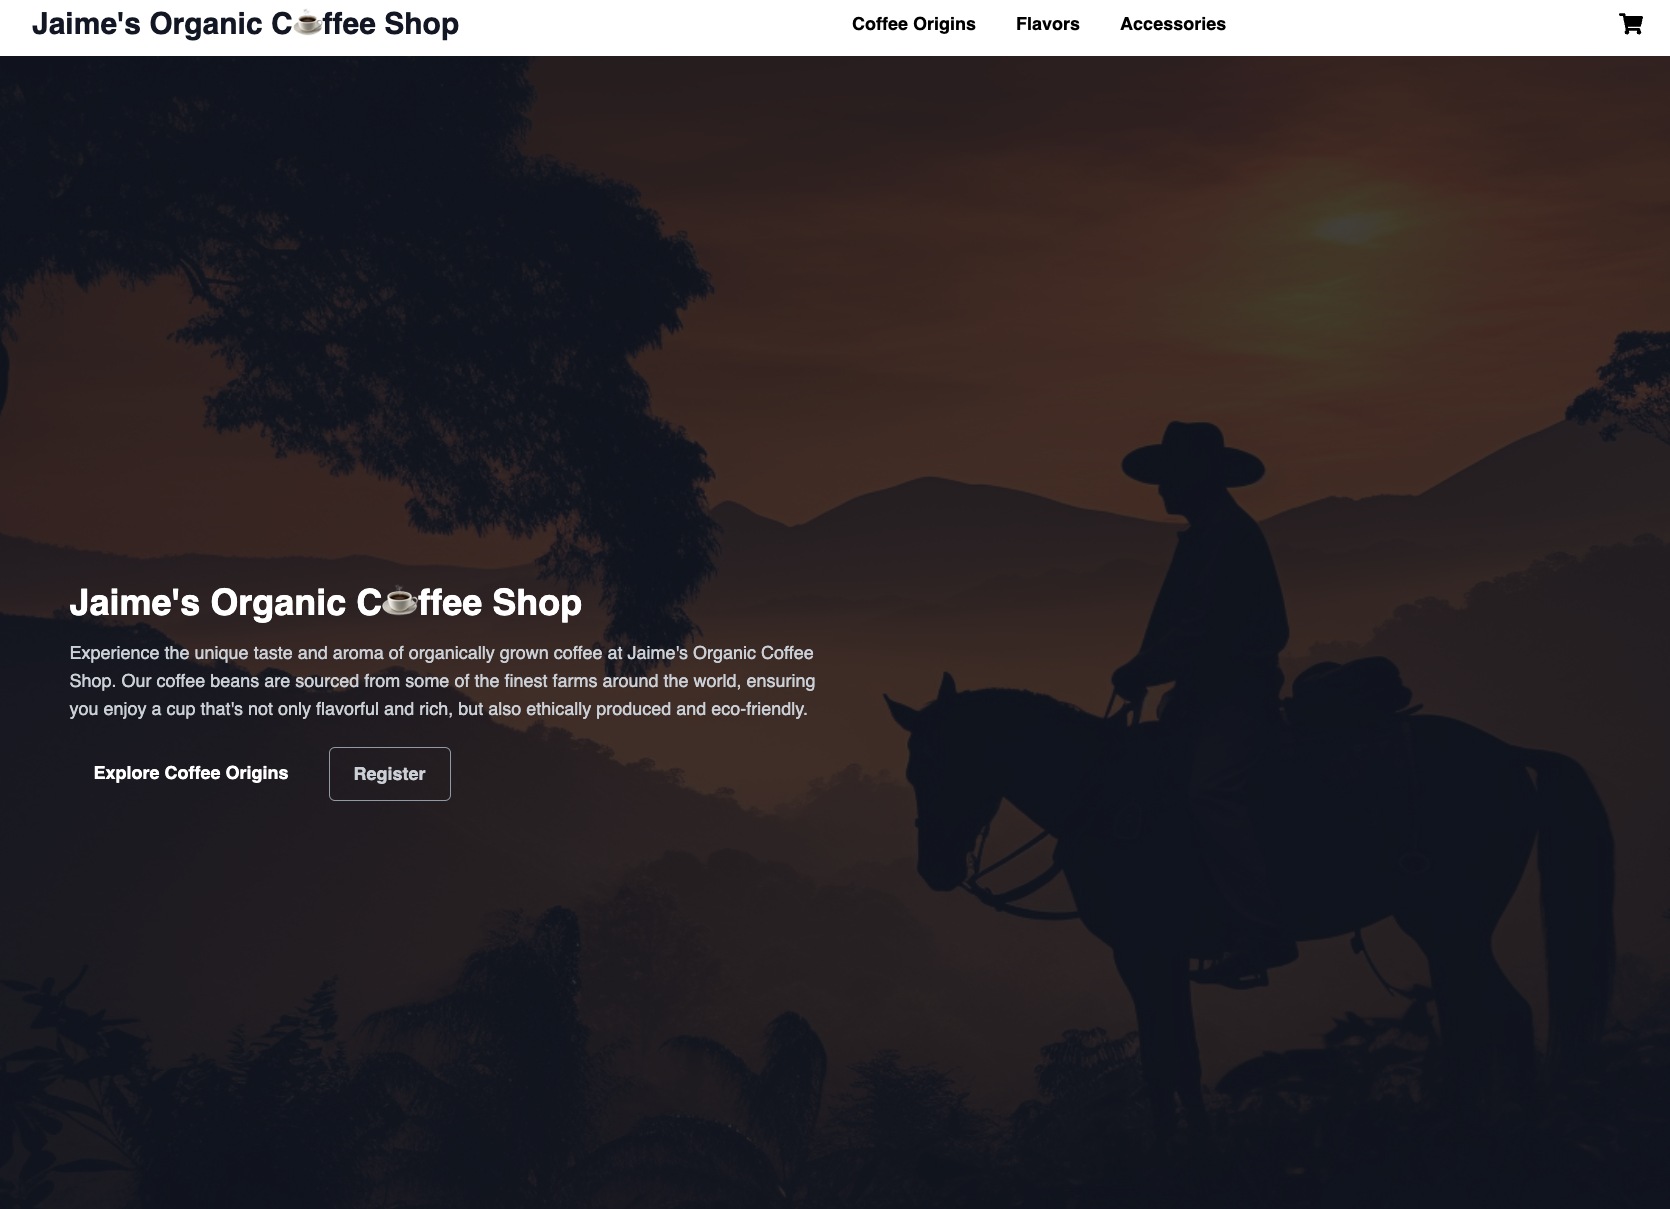 Jaime's Organic C☕ffee Shop
Coffee Origins
Flavors
Accessories
Jaime's Organic C☕ffee Shop
Experience the unique taste and aroma of organically grown coffee at Jaime's Organic Coffee
Shop. Our coffee beans are sourced from some of the finest farms around the world, ensuring
you enjoy a cup that's not only flavorful and rich, but also ethically produced and eco-friendly.
Explore Coffee Origins
Register